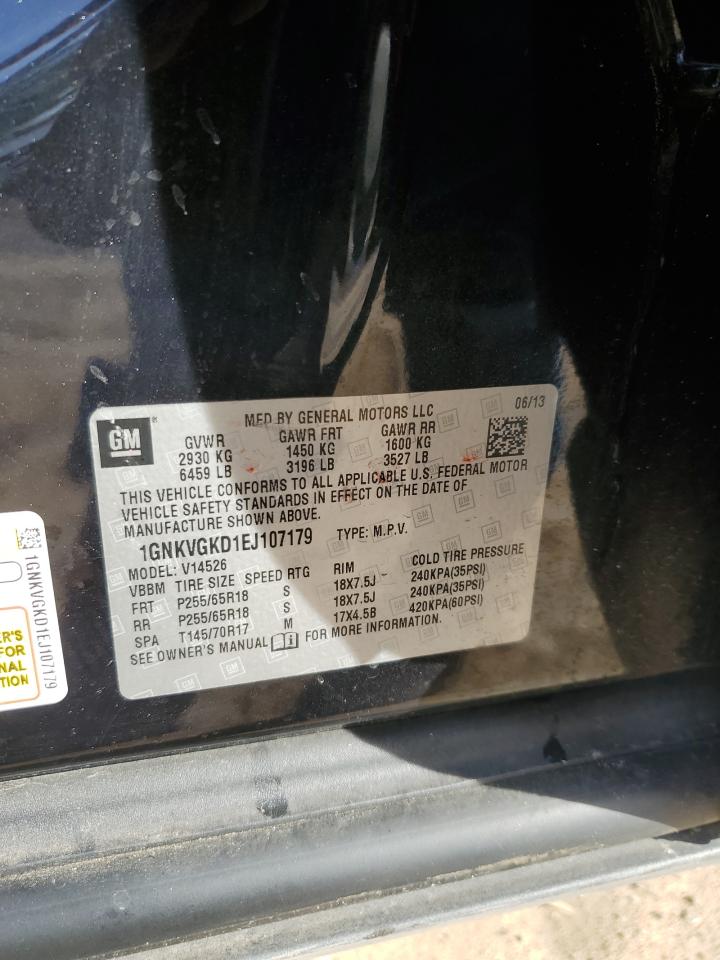 GM
MFD BY GENERAL MOTORS LLC 06/13
GVWR GAWR FRT GAWR RR
2930 KG 1450 KG 1600 KG
6459 LB 3196 LB 3527 LB
THIS VEHICLE CONFORMS TO ALL APPLICABLE U.S. FEDERAL MOTOR
VEHICLE SAFETY STANDARDS IN EFFECT ON THE DATE OF
MANUFACTURE SHOWN ABOVE.
1GNKVGKD1EJ107179 TYPE: M.P.V.
MODEL: V14526
VBBM TIRE SIZE SPEED RTG RIM COLD TIRE PRESSURE
FRT P255/65R18 S 18X7.5J 240KPA(35PSI)
RR P255/65R18 S 18X7.5J 240KPA(35PSI)
SPA T145/70R17 M 17X4.5B 420KPA(60PSI)
SEE OWNER'S MANUAL FOR MORE INFORMATION.
1GNKVGKD1EJ107179
ER'S
FOR
NAL
TION